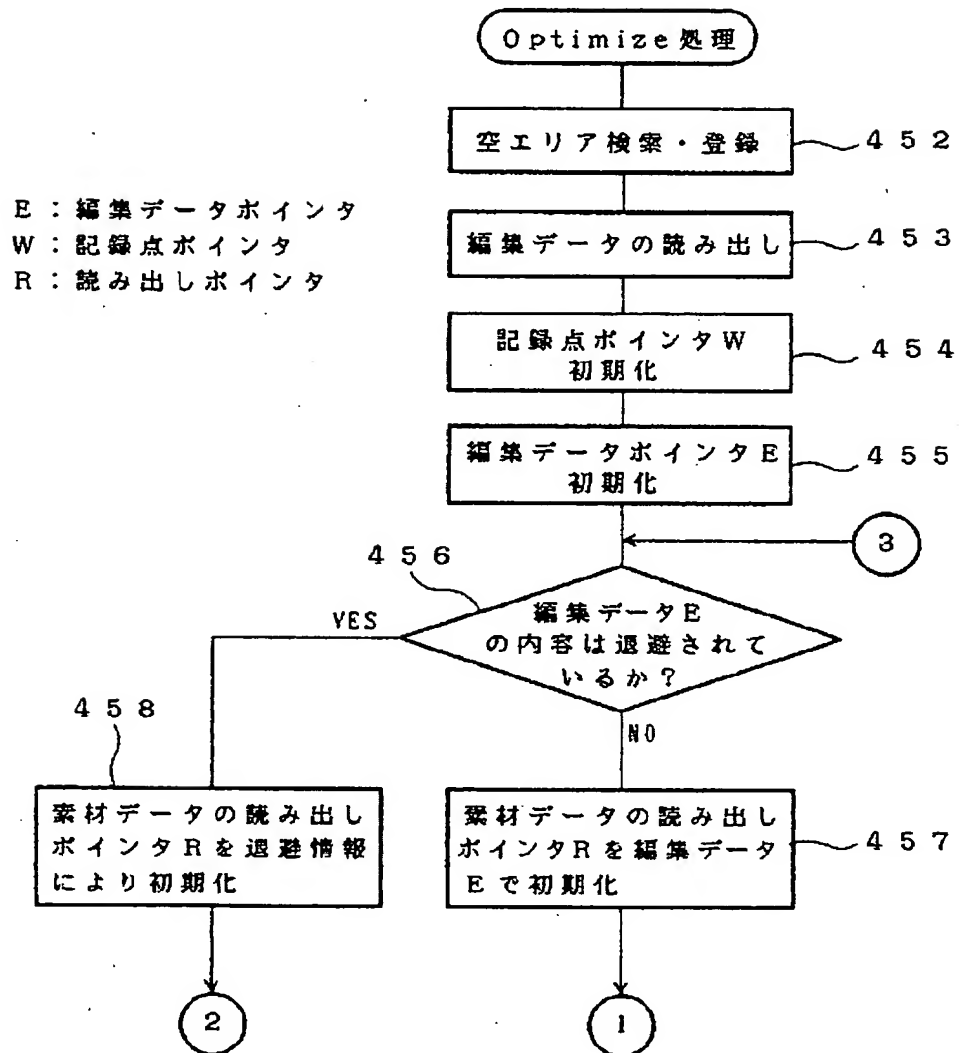 Optimize処理
空エリア検索・登録
452
E：編集データポインタ
W：記録点ポインタ
R：読み出しポインタ
編集データの読み出し
453
記録点ポインタW
初期化
454
編集データポインタE
初期化
455
3
456
編集データE
の内容は退避されて
いるか？
YES
NO
458
素材データの読み出し
ポインタRを退避情報
により初期化
素材データの読み出し
ポインタRを編集データ
Eで初期化
457
2
1